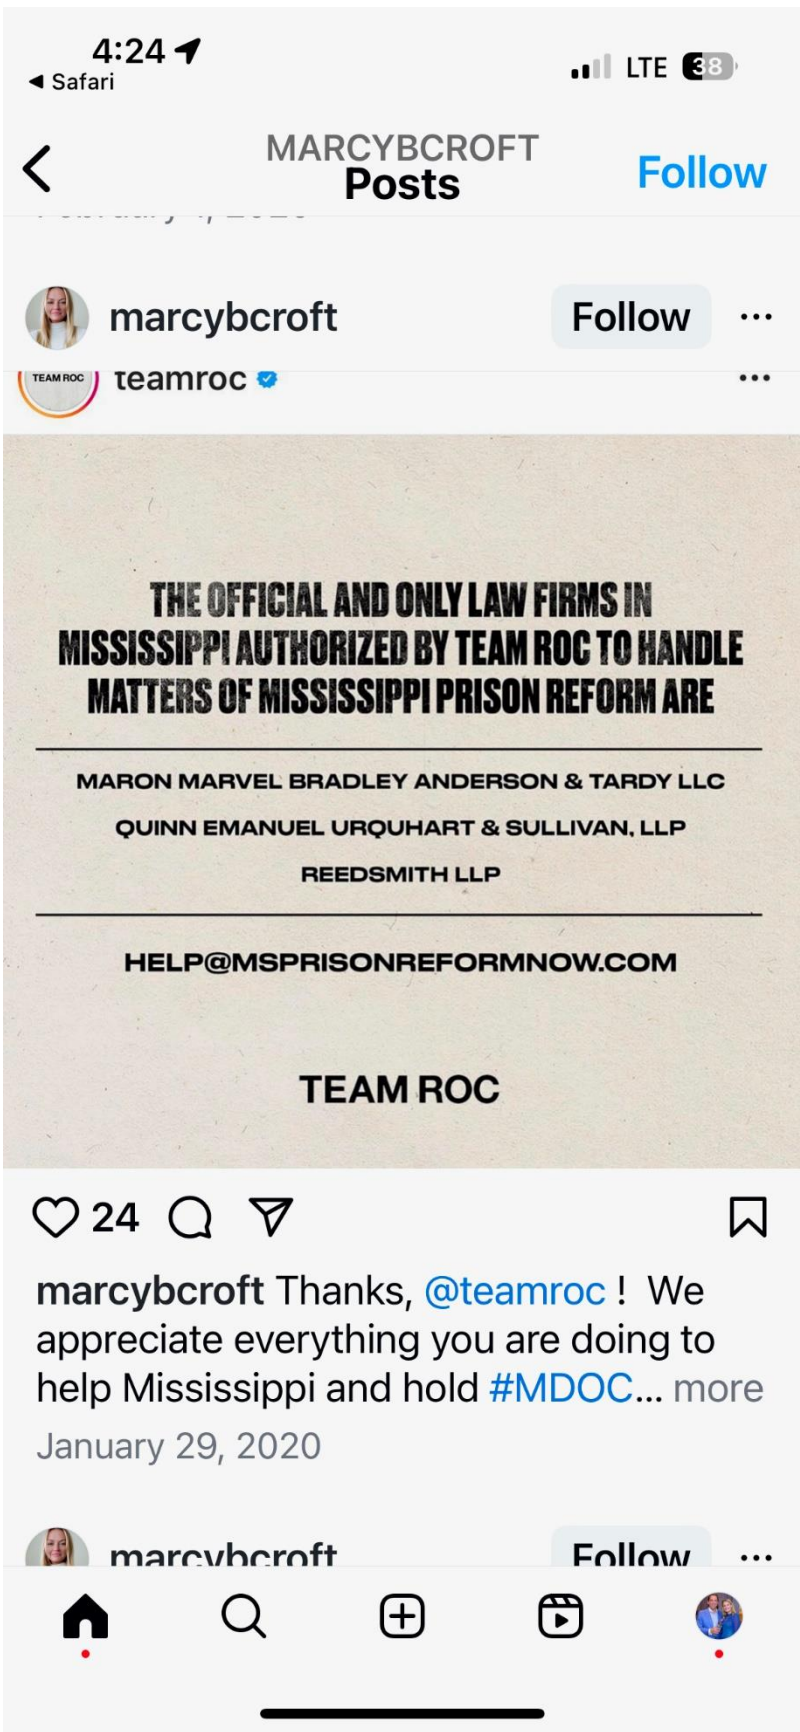 4:24
◀ Safari
LTE 38
MARCYBCROFT
Posts
Follow
marcybcroft
Follow
TEAM ROC
teamroc
THE OFFICIAL AND ONLY LAW FIRMS IN
MISSISSIPPI AUTHORIZED BY TEAM ROC TO HANDLE
MATTERS OF MISSISSIPPI PRISON REFORM ARE
MARON MARVEL BRADLEY ANDERSON & TARDY LLC
QUINN EMANUEL URQUHART & SULLIVAN, LLP
REEDSMITH LLP
HELP@MSPRISONREFORMNOW.COM
TEAM ROC
24
marcybcroft Thanks, @teamroc ! We
appreciate everything you are doing to
help Mississippi and hold #MDOC... more
January 29, 2020
marcybcroft
Follow